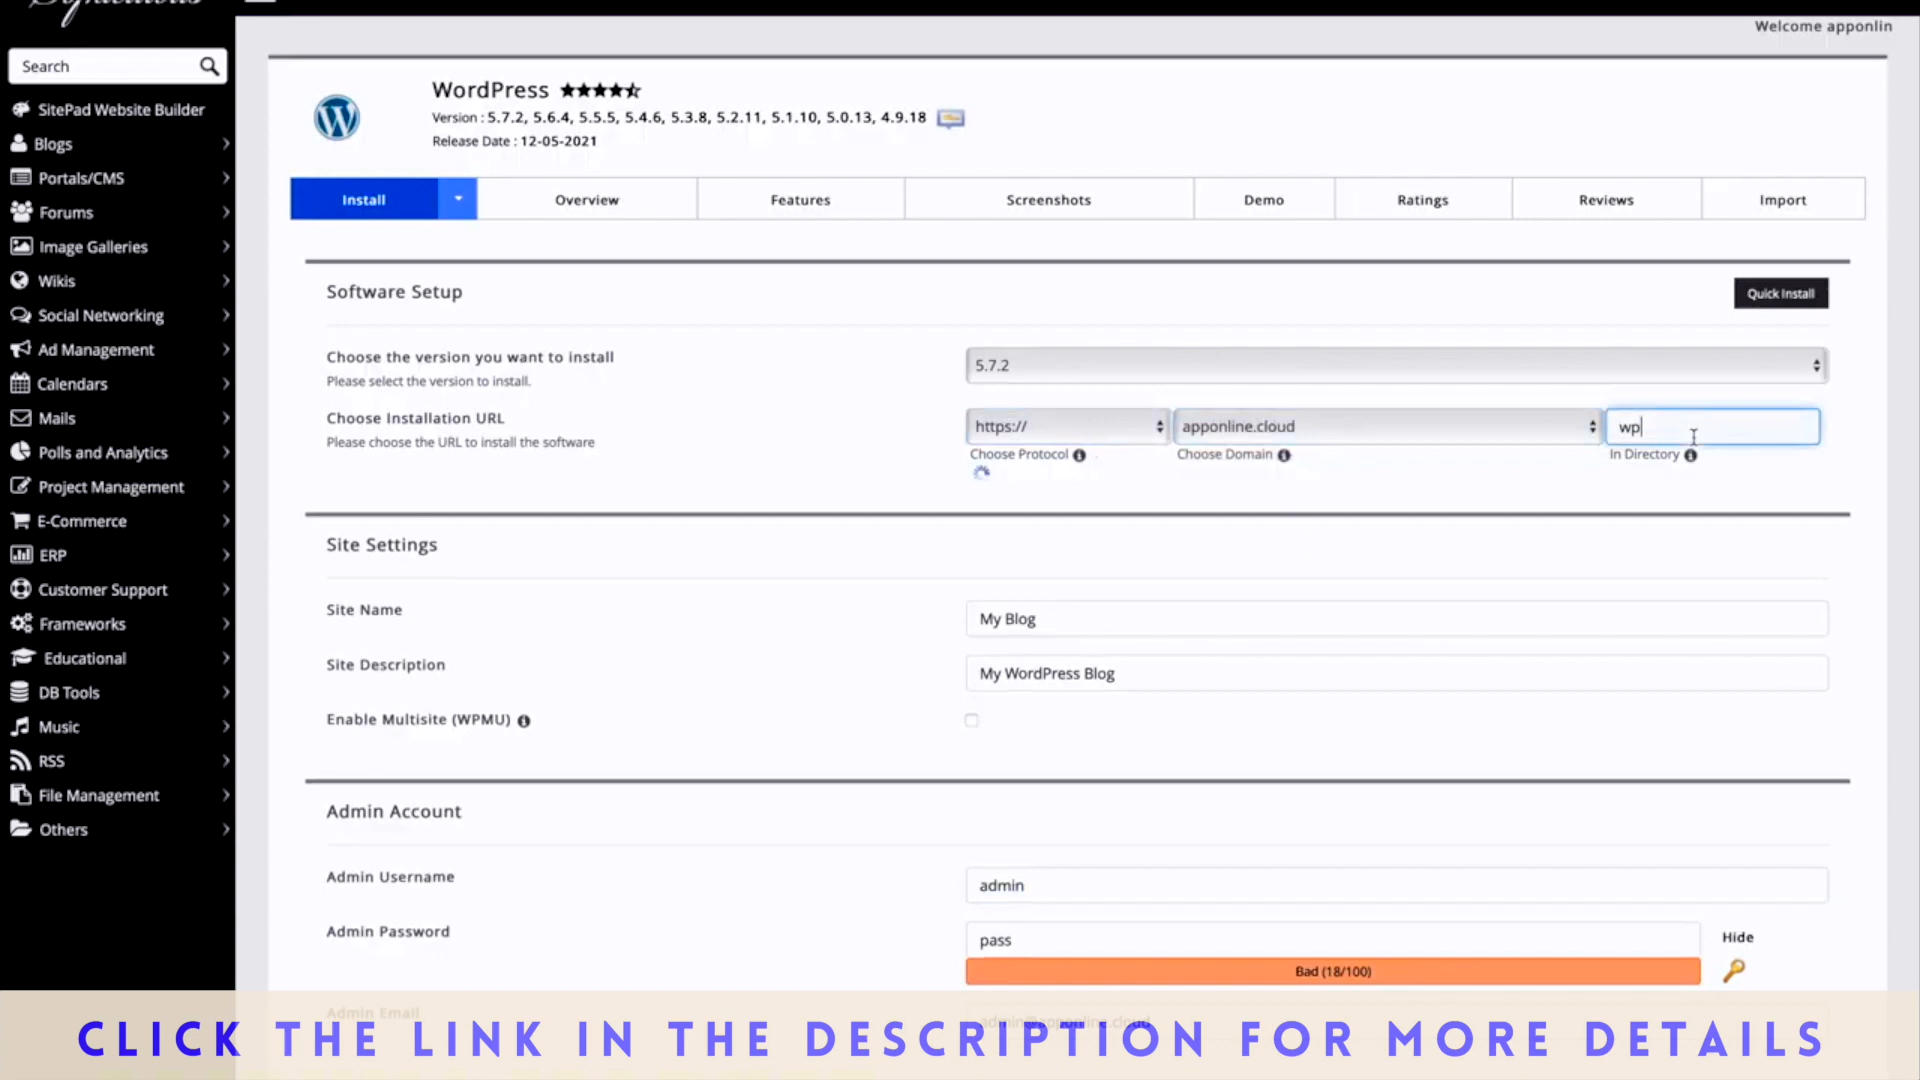 Welcome apponlin
Search
SitePad Website Builder
Blogs
Portals/CMS
Forums
Image Galleries
Wikis
Social Networking
Ad Management
Calendars
Mails
Polls and Analytics
Project Management
E-Commerce
ERP
Customer Support
Frameworks
Educational
DB Tools
Music
RSS
File Management
Others
WordPress
Version : 5.7.2, 5.6.4, 5.5.5, 5.4.6, 5.3.8, 5.2.11, 5.1.10, 5.0.13, 4.9.18
Release Date : 12-05-2021
Install Overview Features Screenshots Demo Ratings Reviews Import
Software Setup
Quick Install
Choose the version you want to install
Please select the version to install.
5.7.2
Choose Installation URL
Please choose the URL to install the software
https:// apponline.cloud wp
Choose Protocol Choose Domain In Directory
Site Settings
Site Name
My Blog
Site Description
My WordPress Blog
Enable Multisite (WPMU)
Admin Account
Admin Username
admin
Admin Password
pass
Hide
Bad (18/100)
Admin Email
admin@apponline.cloud
CLICK THE LINK IN THE DESCRIPTION FOR MORE DETAILS